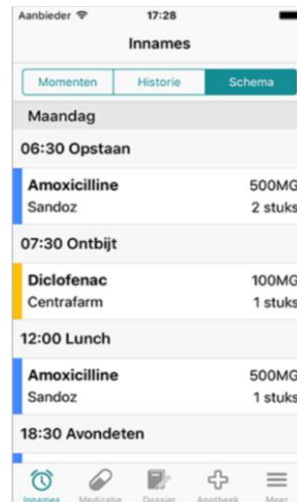 Aanbieder 17:28
Innames
Momenten Historie Schema
Maandag
06:30 Opstaan
Amoxicilline 500MG
Sandoz 2 stuks
07:30 Ontbijt
Diclofenac 100MG
Centrafarm 1 stuks
12:00 Lunch
Amoxicilline 500MG
Sandoz 1 stuks
18:30 Avondeten
Innames Medicatie Dossier Apotheek Meer